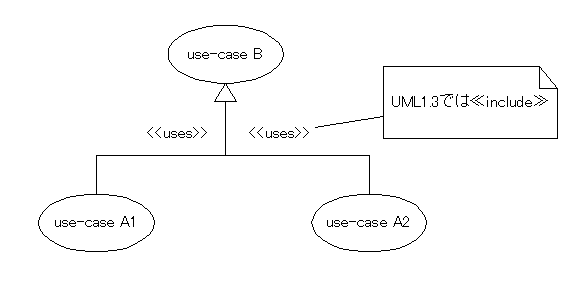 use-case B
UML1.3では≪include≫
<<uses>> <<uses>>
use-case A1
use-case A2